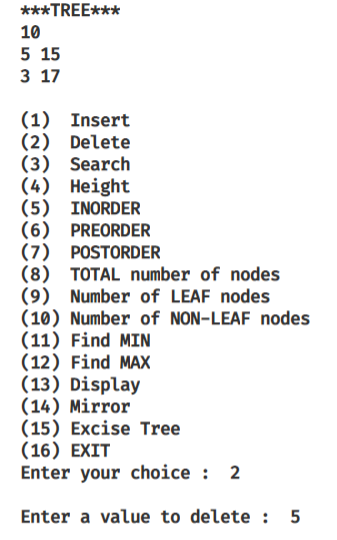 ***TREE***
10
5 15
3 17
(1) Insert
(2) Delete
(3) Search
(4) Height
(5) INORDER
(6) PREORDER
(7) POSTORDER
(8) TOTAL number of nodes
(9) Number of LEAF nodes
(10) Number of NON-LEAF nodes
(11) Find MIN
(12) Find MAX
(13) Display
(14) Mirror
(15) Excise Tree
(16) EXIT
Enter your choice : 2
Enter a value to delete : 5